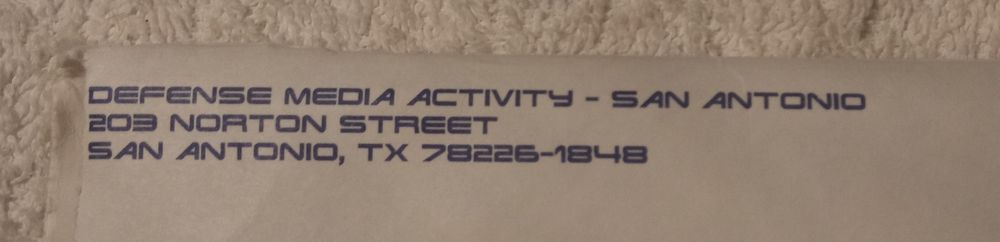 DEFENSE MEDIA ACTIVITY - SAN ANTONIO
203 NORTON STREET
SAN ANTONIO, TX 78226-1848